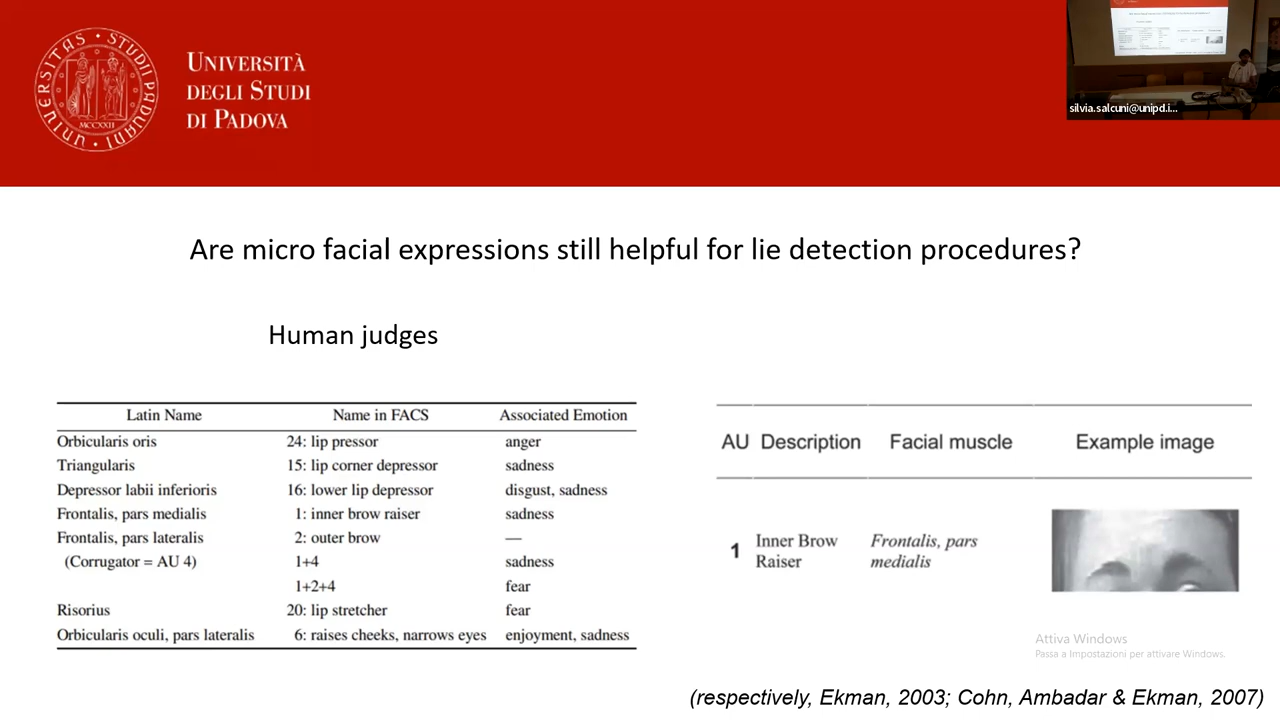 UNIVERSITÀ
DEGLI STUDI
DI PADOVA
UNIVERSITAS STUDII PADUANI
MCCXXII
silvia.salcuni@unipd.i...
Are micro facial expressions still helpful for lie detection procedures?
Human judges
Latin Name Name in FACS Associated Emotion
Orbicularis oris 24: lip pressor anger
Triangularis 15: lip corner depressor sadness
Depressor labii inferioris 16: lower lip depressor disgust, sadness
Frontalis, pars medialis 1: inner brow raiser sadness
Frontalis, pars lateralis 2: outer brow —
(Corrugator = AU 4) 1+4 sadness
1+2+4 fear
Risorius 20: lip stretcher fear
Orbicularis oculi, pars lateralis 6: raises cheeks, narrows eyes enjoyment, sadness
AU Description Facial muscle Example image
1 Inner Brow Raiser Frontalis, pars medialis
Attiva Windows
Passa a Impostazioni per attivare Windows.
(respectively, Ekman, 2003; Cohn, Ambadar & Ekman, 2007)